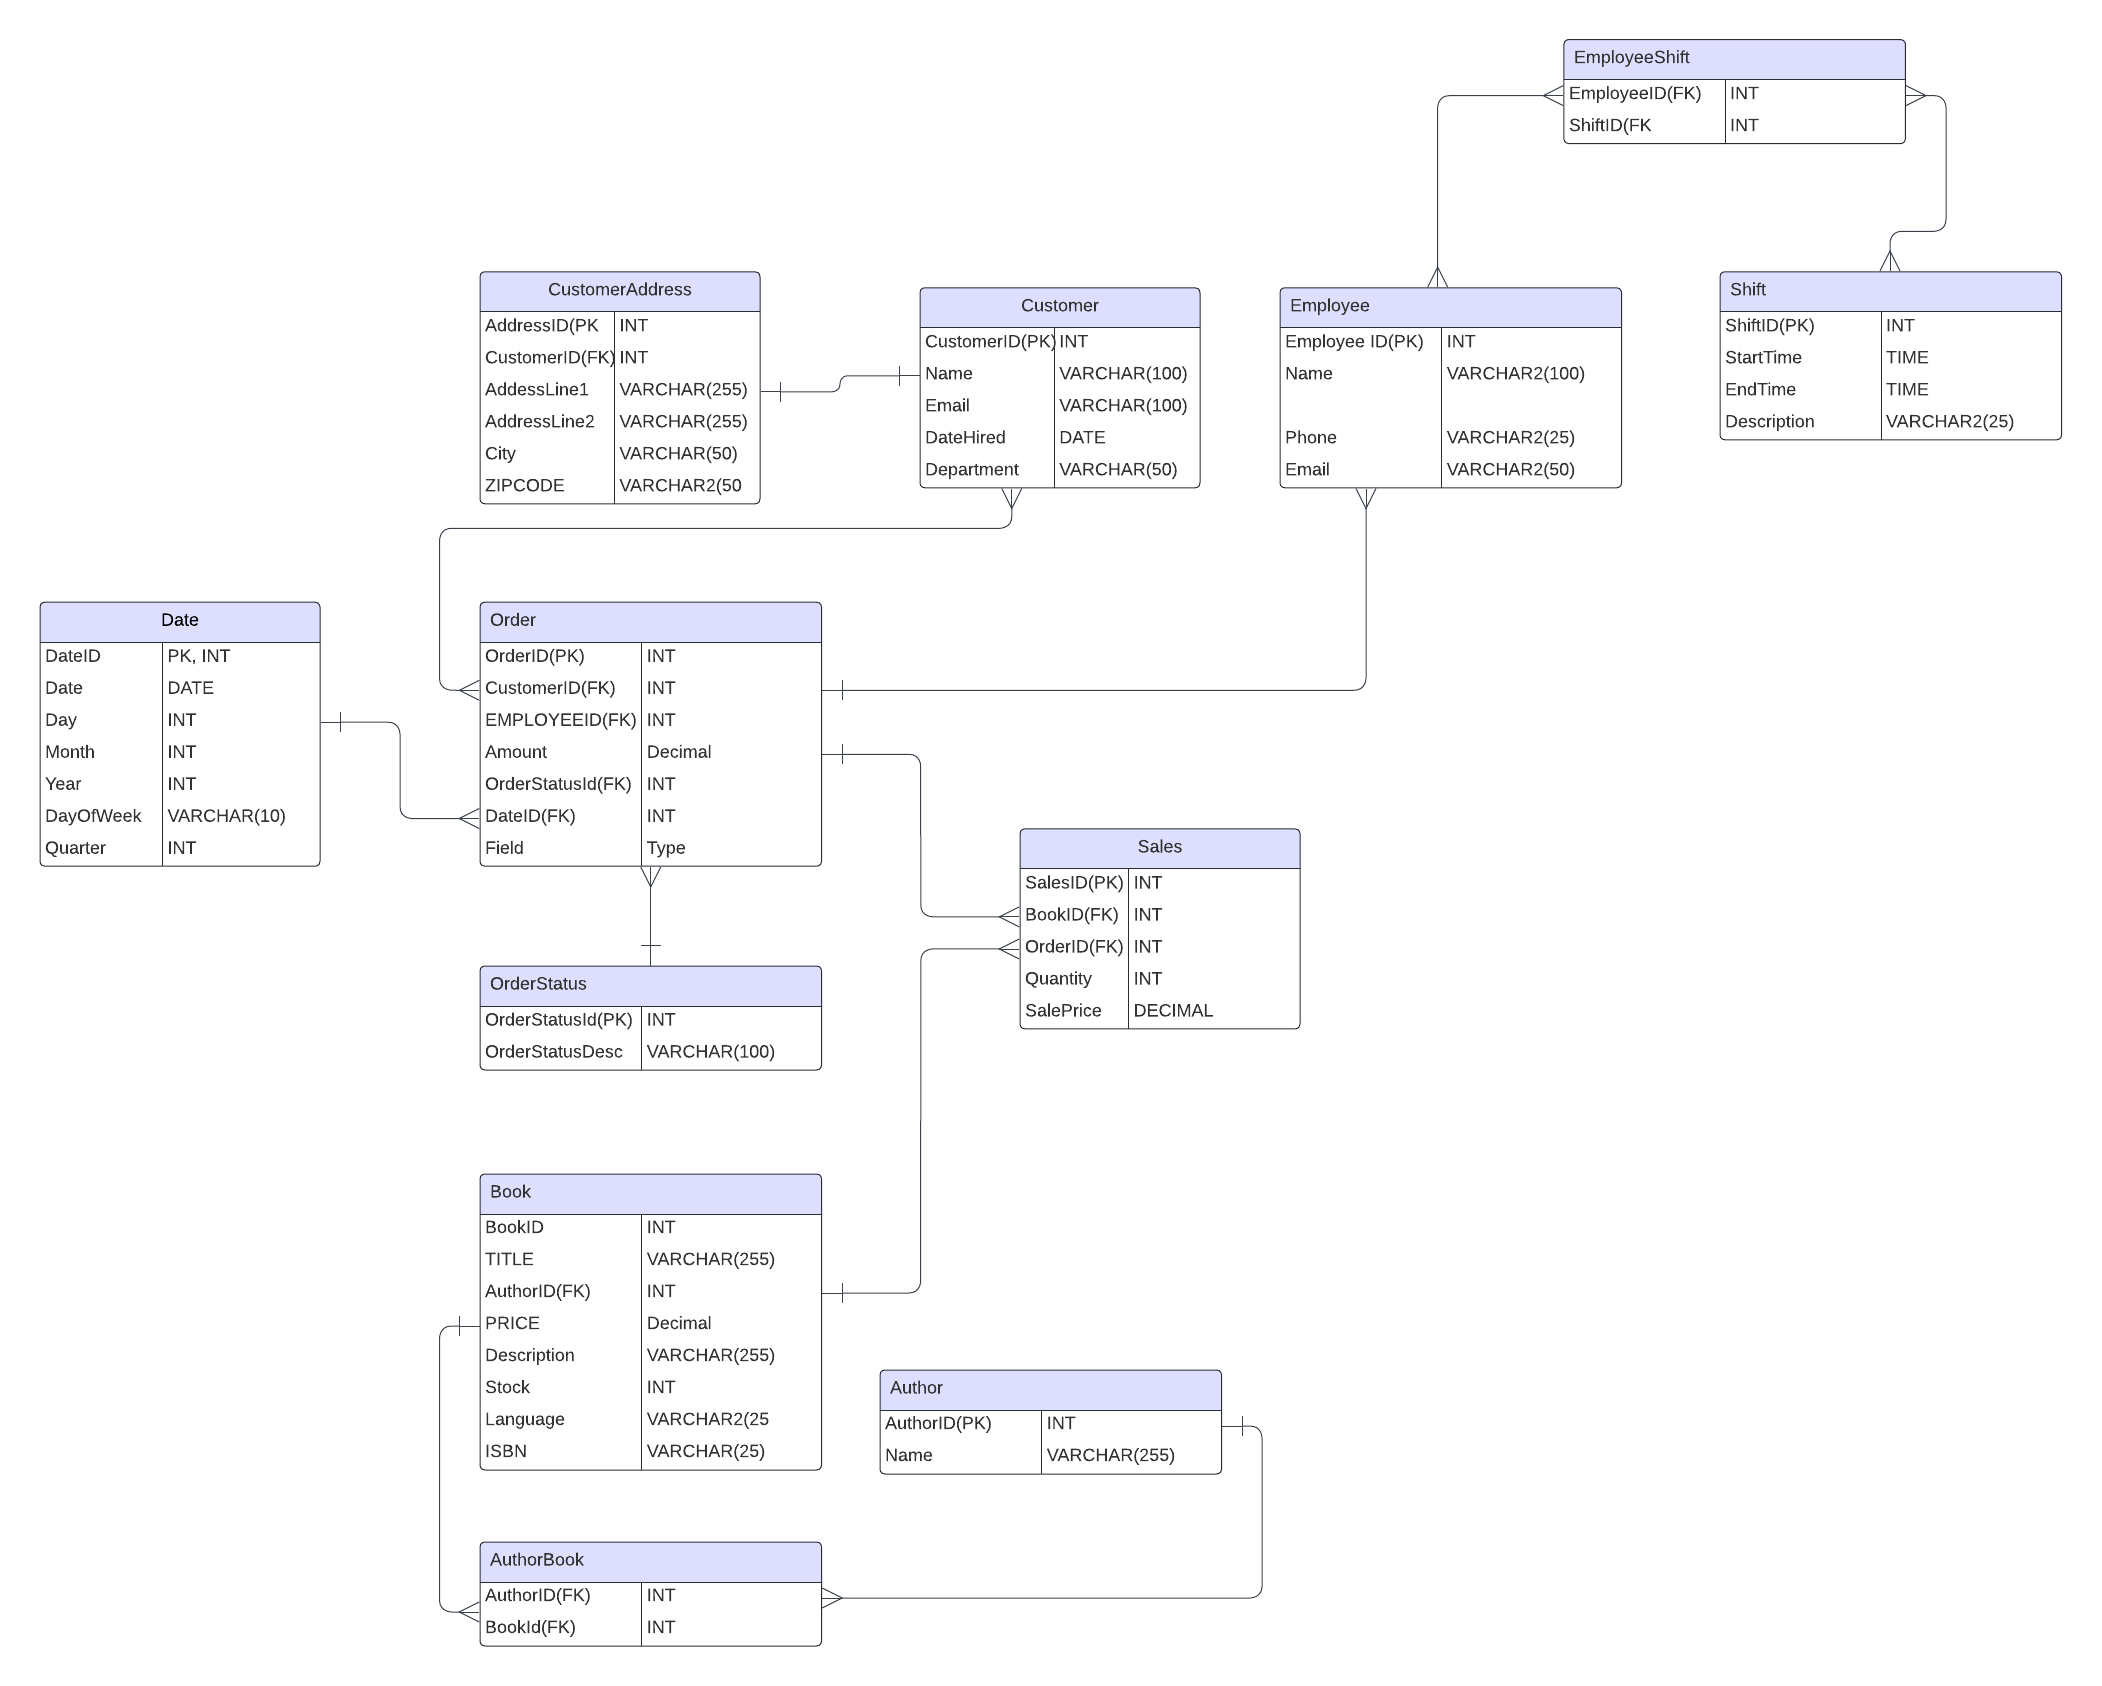 EmployeeShift
EmployeeID(FK) INT
ShiftID(FK INT
CustomerAddress
AddressID(PK INT
CustomerID(FK) INT
AddessLine1 VARCHAR(255)
AddressLine2 VARCHAR(255)
City VARCHAR(50)
ZIPCODE VARCHAR2(50
Customer
CustomerID(PK) INT
Name VARCHAR(100)
Email VARCHAR(100)
DateHired DATE
Department VARCHAR(50)
Employee
Employee ID(PK) INT
Name VARCHAR2(100)
Phone VARCHAR2(25)
Email VARCHAR2(50)
Shift
ShiftID(PK) INT
StartTime TIME
EndTime TIME
Description VARCHAR2(25)
Date
DateID PK, INT
Date DATE
Day INT
Month INT
Year INT
DayOfWeek VARCHAR(10)
Quarter INT
Order
OrderID(PK) INT
CustomerID(FK) INT
EMPLOYEEID(FK) INT
Amount Decimal
OrderStatusId(FK) INT
DateID(FK) INT
Field Type
Sales
SalesID(PK) INT
BookID(FK) INT
OrderID(FK) INT
Quantity INT
SalePrice DECIMAL
OrderStatus
OrderStatusId(PK) INT
OrderStatusDesc VARCHAR(100)
Book
BookID INT
TITLE VARCHAR(255)
AuthorID(FK) INT
PRICE Decimal
Description VARCHAR(255)
Stock INT
Language VARCHAR2(25
ISBN VARCHAR(25)
Author
AuthorID(PK) INT
Name VARCHAR(255)
AuthorBook
AuthorID(FK) INT
BookId(FK) INT